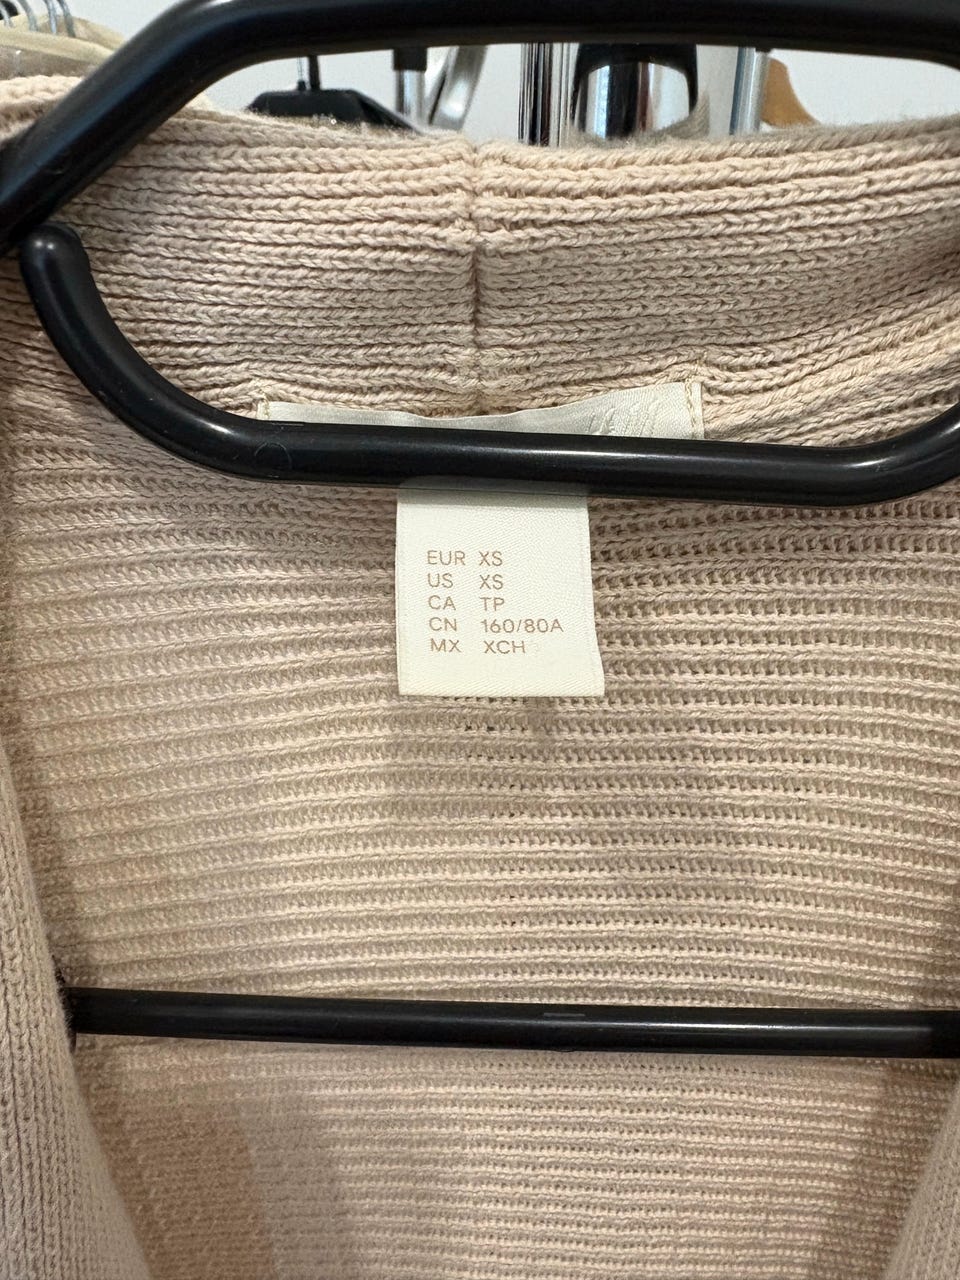 EUR XS
US XS
CA TP
CN 160/80A
MX XCH